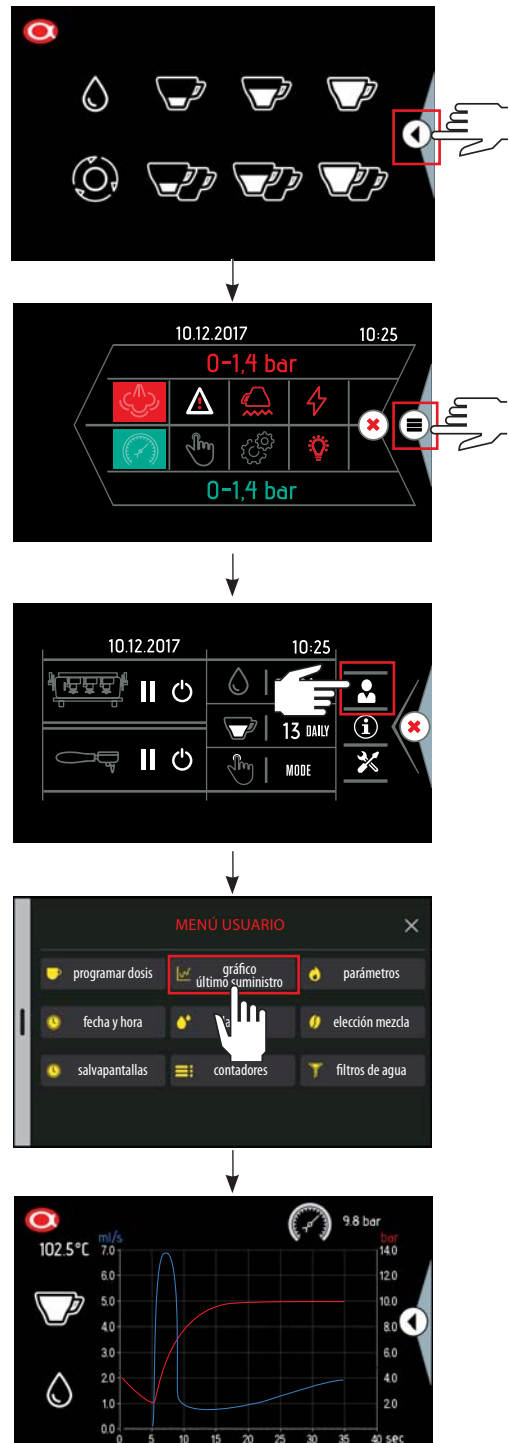 10.12.2017 10:25
0-1,4 bar
0-1,4 bar
10.12.2017 10:25
13 DAILY
MODE
MENÚ USUARIO
programar dosis
gráfico
último suministro
parámetros
fecha y hora
elección mezcla
salvapantallas
contadores
filtros de agua
9.8 bar
102.5°C
ml/s
bar
7.0
6.0
5.0
4.0
3.0
2.0
1.0
0.0
14.0
12.0
10.0
8.0
6.0
4.0
2.0
0 5 10 15 20 25 30 35 40 sec